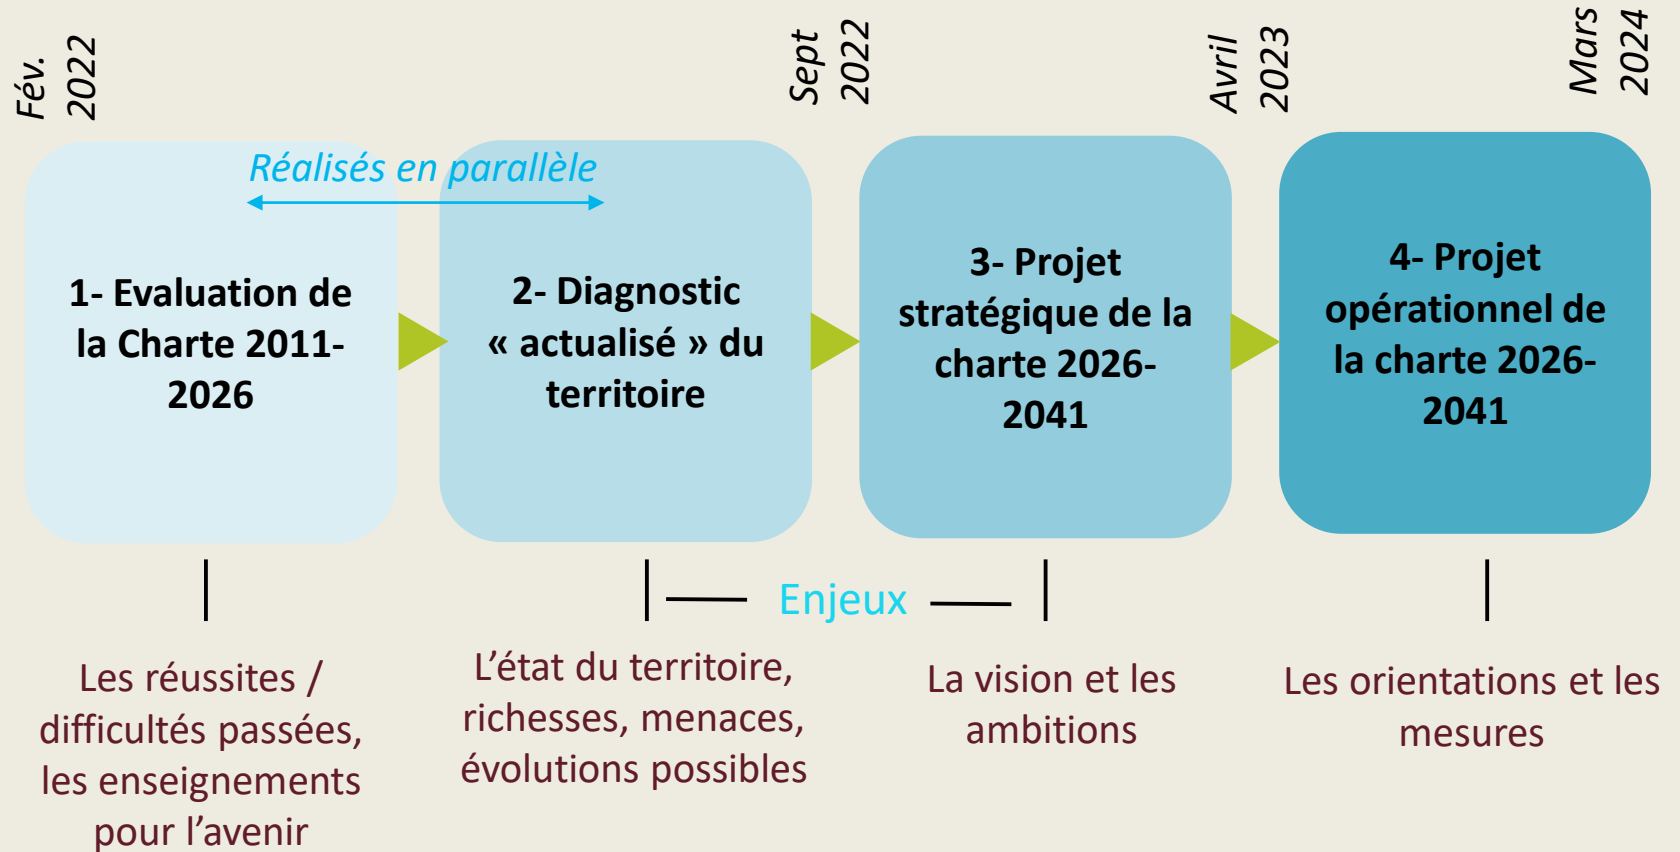 Fév.
2022
Sept
2022
Avril
2023
Mars
2024
Réalisés en parallèle
1- Evaluation de
la Charte 2011-
2026
2- Diagnostic
« actualisé » du
territoire
3- Projet
stratégique de la
charte 2026-
2041
4- Projet
opérationnel de
la charte 2026-
2041
Enjeux
Les réussites /
difficultés passées,
les enseignements
pour l’avenir
L’état du territoire,
richesses, menaces,
évolutions possibles
La vision et les
ambitions
Les orientations et les
mesures